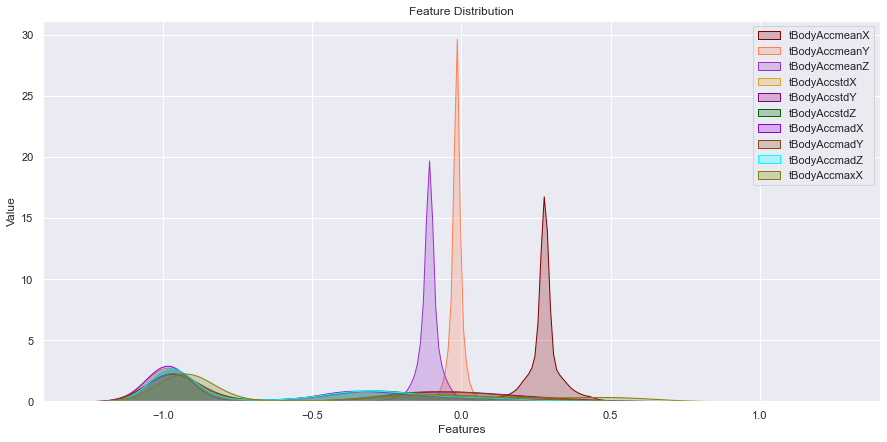 Feature Distribution
30
25
20
15
10
5
0
Value
−1.0
−0.5
0.0
0.5
1.0
Features
tBodyAccmeanX
tBodyAccmeanY
tBodyAccmeanZ
tBodyAccstdX
tBodyAccstdY
tBodyAccstdZ
tBodyAccmadX
tBodyAccmadY
tBodyAccmadZ
tBodyAccmaxX